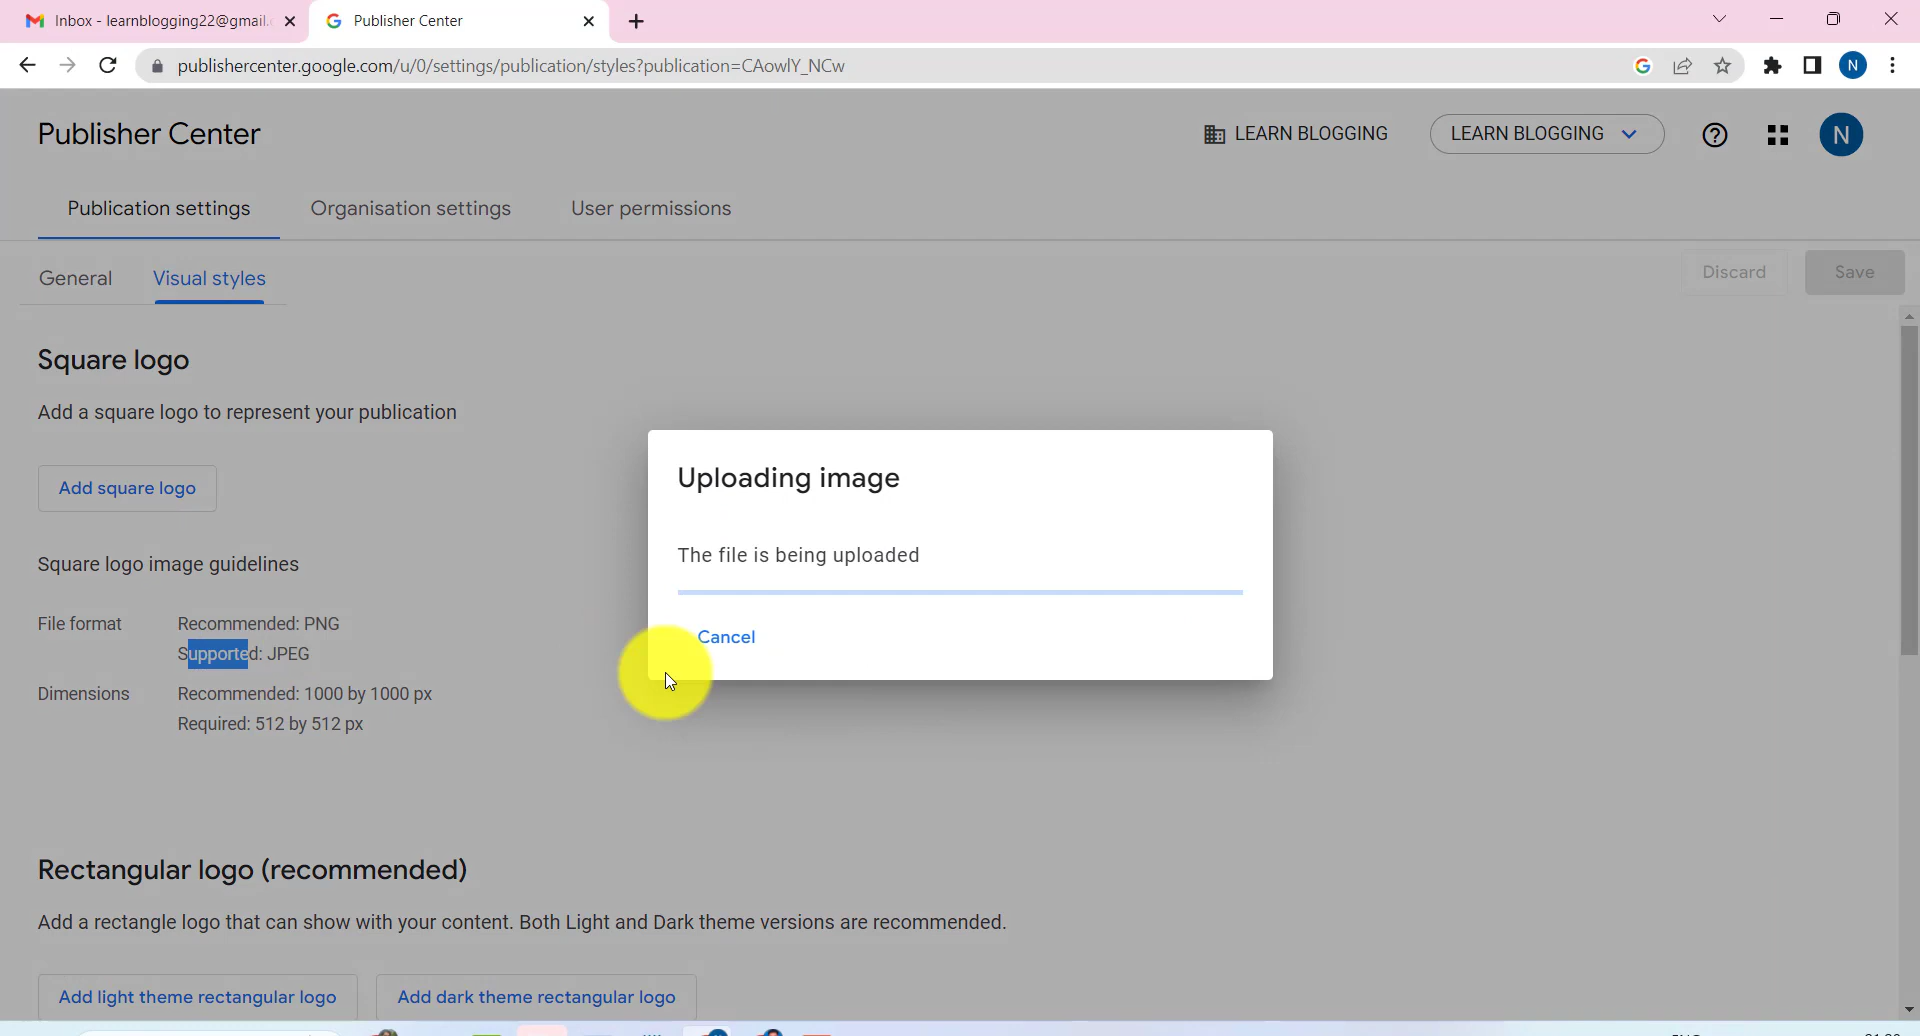 Inbox - learnblogging22@gmail.
Publisher Center
publishercenter.google.com/u/0/settings/publication/styles?publication=CAowlY_NCw
N
Publisher Center
LEARN BLOGGING
LEARN BLOGGING
N
Publication settings
Organisation settings
User permissions
General
Visual styles
Discard
Save
Square logo
Add a square logo to represent your publication
Add square logo
Uploading image
The file is being uploaded
Cancel
Square logo image guidelines
File format
Recommended: PNG
Supported: JPEG
Dimensions
Recommended: 1000 by 1000 px
Required: 512 by 512 px
Rectangular logo (recommended)
Add a rectangle logo that can show with your content. Both Light and Dark theme versions are recommended.
Add light theme rectangular logo
Add dark theme rectangular logo